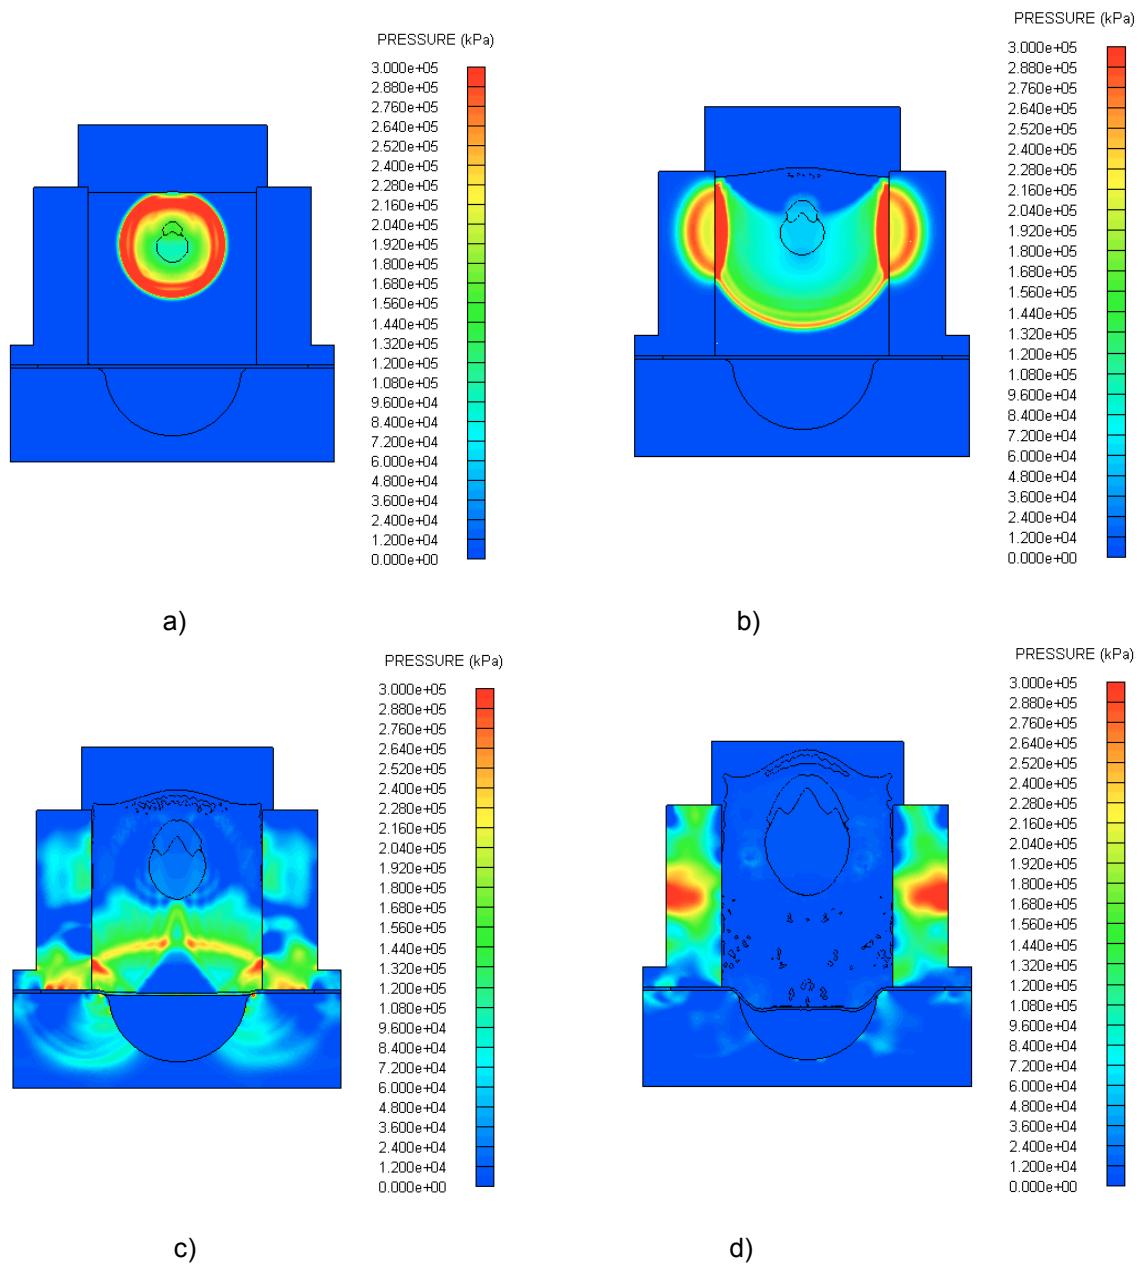 PRESSURE (kPa)
3.000e+05
2.880e+05
2.760e+05
2.640e+05
2.520e+05
2.400e+05
2.280e+05
2.160e+05
2.040e+05
1.920e+05
1.800e+05
1.680e+05
1.560e+05
1.440e+05
1.320e+05
1.200e+05
1.080e+05
9.600e+04
8.400e+04
7.200e+04
6.000e+04
4.800e+04
3.600e+04
2.400e+04
1.200e+04
0.000e+00
a)
PRESSURE (kPa)
3.000e+05
2.880e+05
2.760e+05
2.640e+05
2.520e+05
2.400e+05
2.280e+05
2.160e+05
2.040e+05
1.920e+05
1.800e+05
1.680e+05
1.560e+05
1.440e+05
1.320e+05
1.200e+05
1.080e+05
9.600e+04
8.400e+04
7.200e+04
6.000e+04
4.800e+04
3.600e+04
2.400e+04
1.200e+04
0.000e+00
b)
PRESSURE (kPa)
3.000e+05
2.880e+05
2.760e+05
2.640e+05
2.520e+05
2.400e+05
2.280e+05
2.160e+05
2.040e+05
1.920e+05
1.800e+05
1.680e+05
1.560e+05
1.440e+05
1.320e+05
1.200e+05
1.080e+05
9.600e+04
8.400e+04
7.200e+04
6.000e+04
4.800e+04
3.600e+04
2.400e+04
1.200e+04
0.000e+00
c)
PRESSURE (kPa)
3.000e+05
2.880e+05
2.760e+05
2.640e+05
2.520e+05
2.400e+05
2.280e+05
2.160e+05
2.040e+05
1.920e+05
1.800e+05
1.680e+05
1.560e+05
1.440e+05
1.320e+05
1.200e+05
1.080e+05
9.600e+04
8.400e+04
7.200e+04
6.000e+04
4.800e+04
3.600e+04
2.400e+04
1.200e+04
0.000e+00
d)